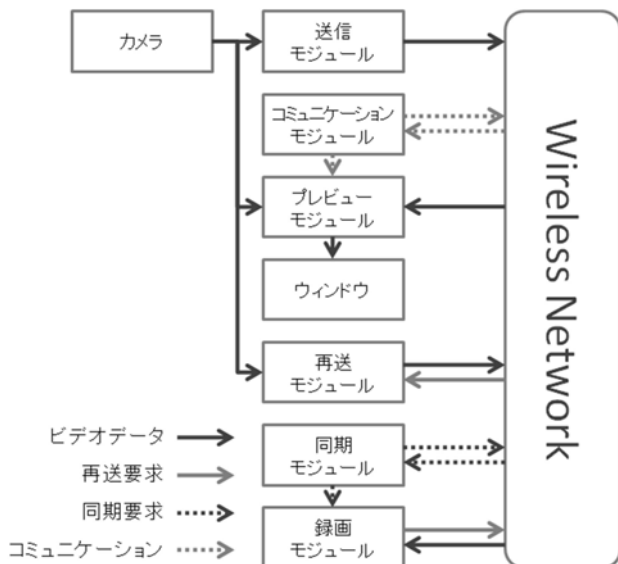 カメラ
送信
モジュール
コミュニケーション
モジュール
プレビュー
モジュール
ウィンドウ
再送
モジュール
同期
モジュール
録画
モジュール
Wireless Network
ビデオデータ
再送要求
同期要求
コミュニケーション